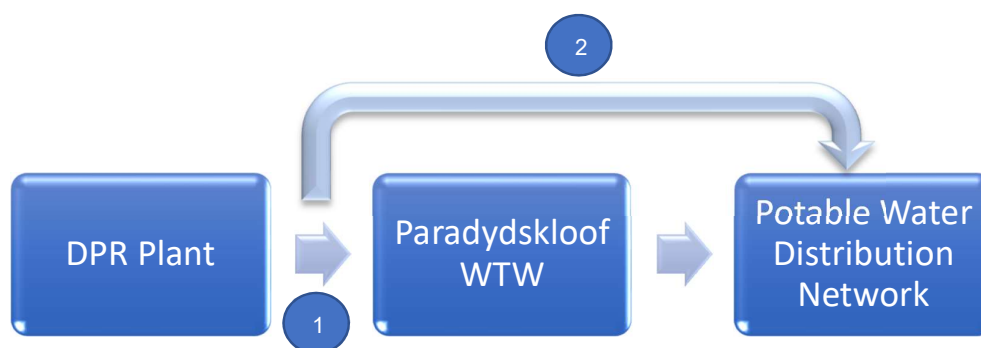 2
DPR Plant
Paradydskloof
WTW
Potable Water
Distribution
Network
1